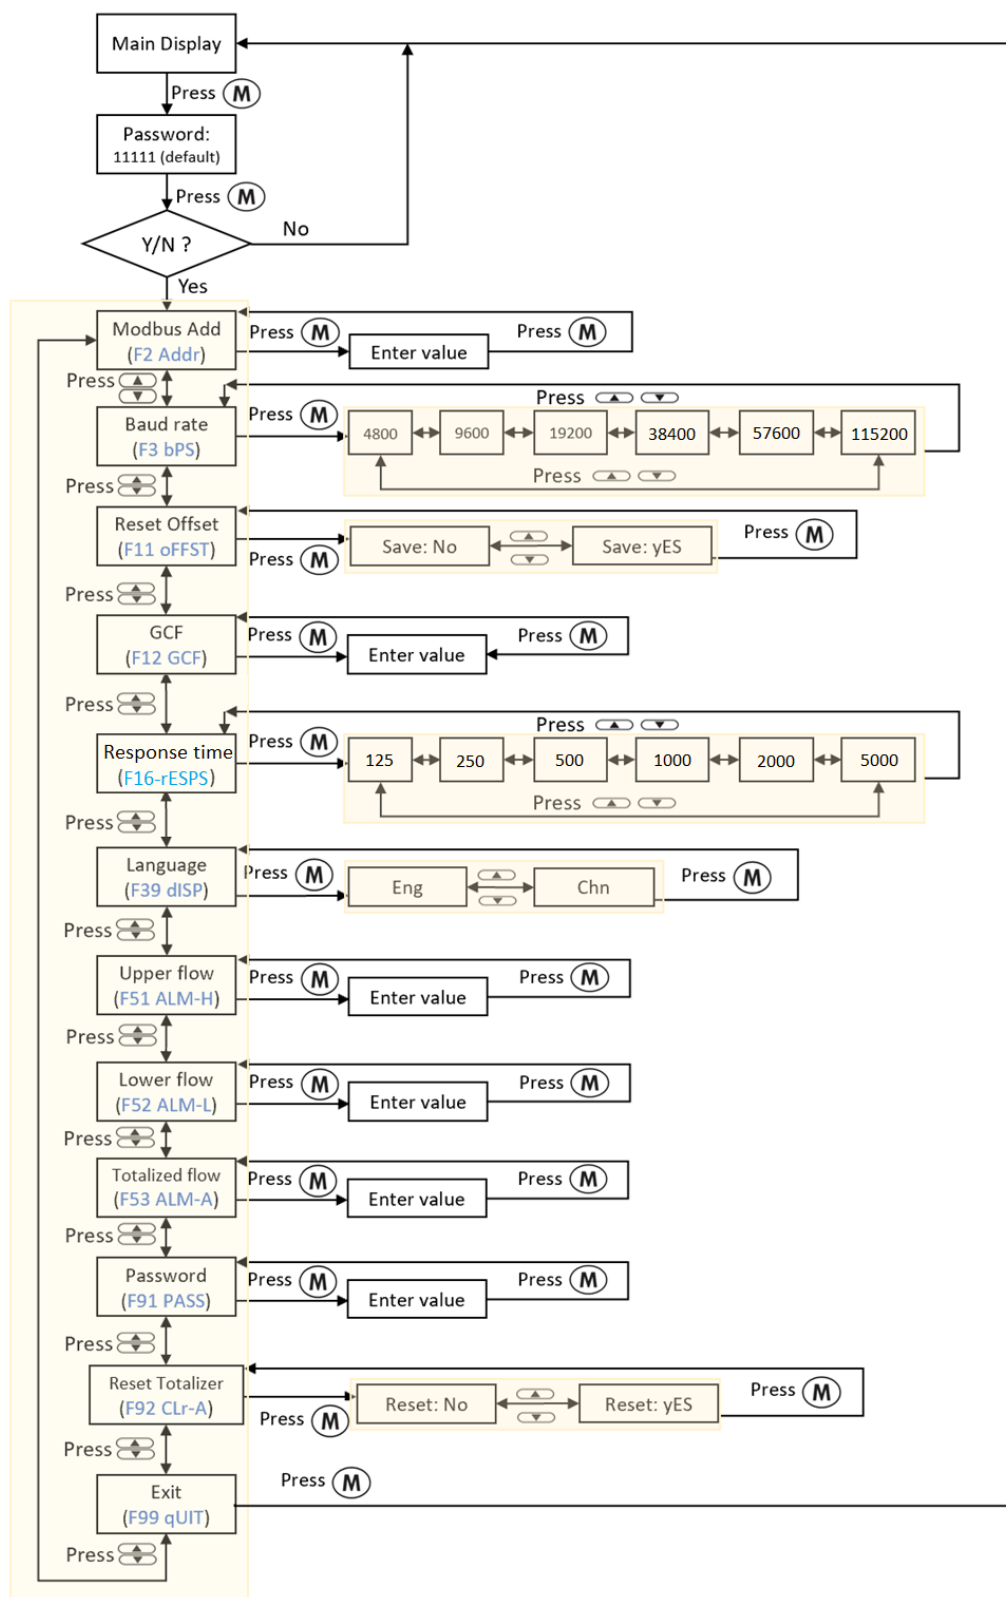 Main Display
Press M
Password:
11111 (default)
Press M
Y/N ?
No
Yes
Modbus Add
(F2 Addr)
Press M
Enter value
Press M
Press
Baud rate
(F3 bPS)
Press M
Press
4800
9600
19200
38400
57600
115200
Press
Press
Reset Offset
(F11 oFFST)
Press M
Save: No
Save: yES
Press M
Press
GCF
(F12 GCF)
Press M
Enter value
Press M
Press
Response time
(F16-rESPS)
Press M
Press
125
250
500
1000
2000
5000
Press
Press
Language
(F39 dISP)
Press M
Eng
Chn
Press M
Press
Upper flow
(F51 ALM-H)
Press M
Enter value
Press M
Press
Lower flow
(F52 ALM-L)
Press M
Enter value
Press M
Press
Totalized flow
(F53 ALM-A)
Press M
Enter value
Press M
Press
Password
(F91 PASS)
Press M
Enter value
Press M
Press
Reset Totalizer
(F92 CLr-A)
Press M
Reset: No
Reset: yES
Press M
Press
Exit
(F99 qUIT)
Press M
Press